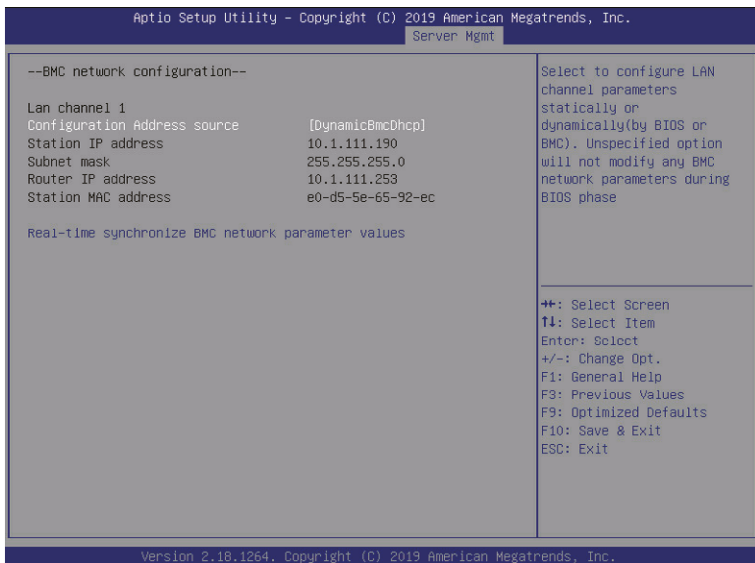 Aptio Setup Utility – Copyright (C) 2019 American Megatrends, Inc.
Server Mgmt
--BMC network configuration--
Lan channel 1
Configuration Address source [DynamicBmcDhcp]
Station IP address 10.1.111.190
Subnet mask 255.255.255.0
Router IP address 10.1.111.253
Station MAC address e0-d5-5e-65-92-ec
Real-time synchronize BMC network parameter values
Select to configure LAN
channel parameters
statically or
dynamically(by BIOS or
BMC). Unspecified option
will not modify any BMC
network parameters during
BIOS phase
→←: Select Screen
↑↓: Select Item
Enter: Select
+/-: Change Opt.
F1: General Help
F3: Previous Values
F9: Optimized Defaults
F10: Save & Exit
ESC: Exit
Version 2.18.1264. Copyright (C) 2019 American Megatrends, Inc.